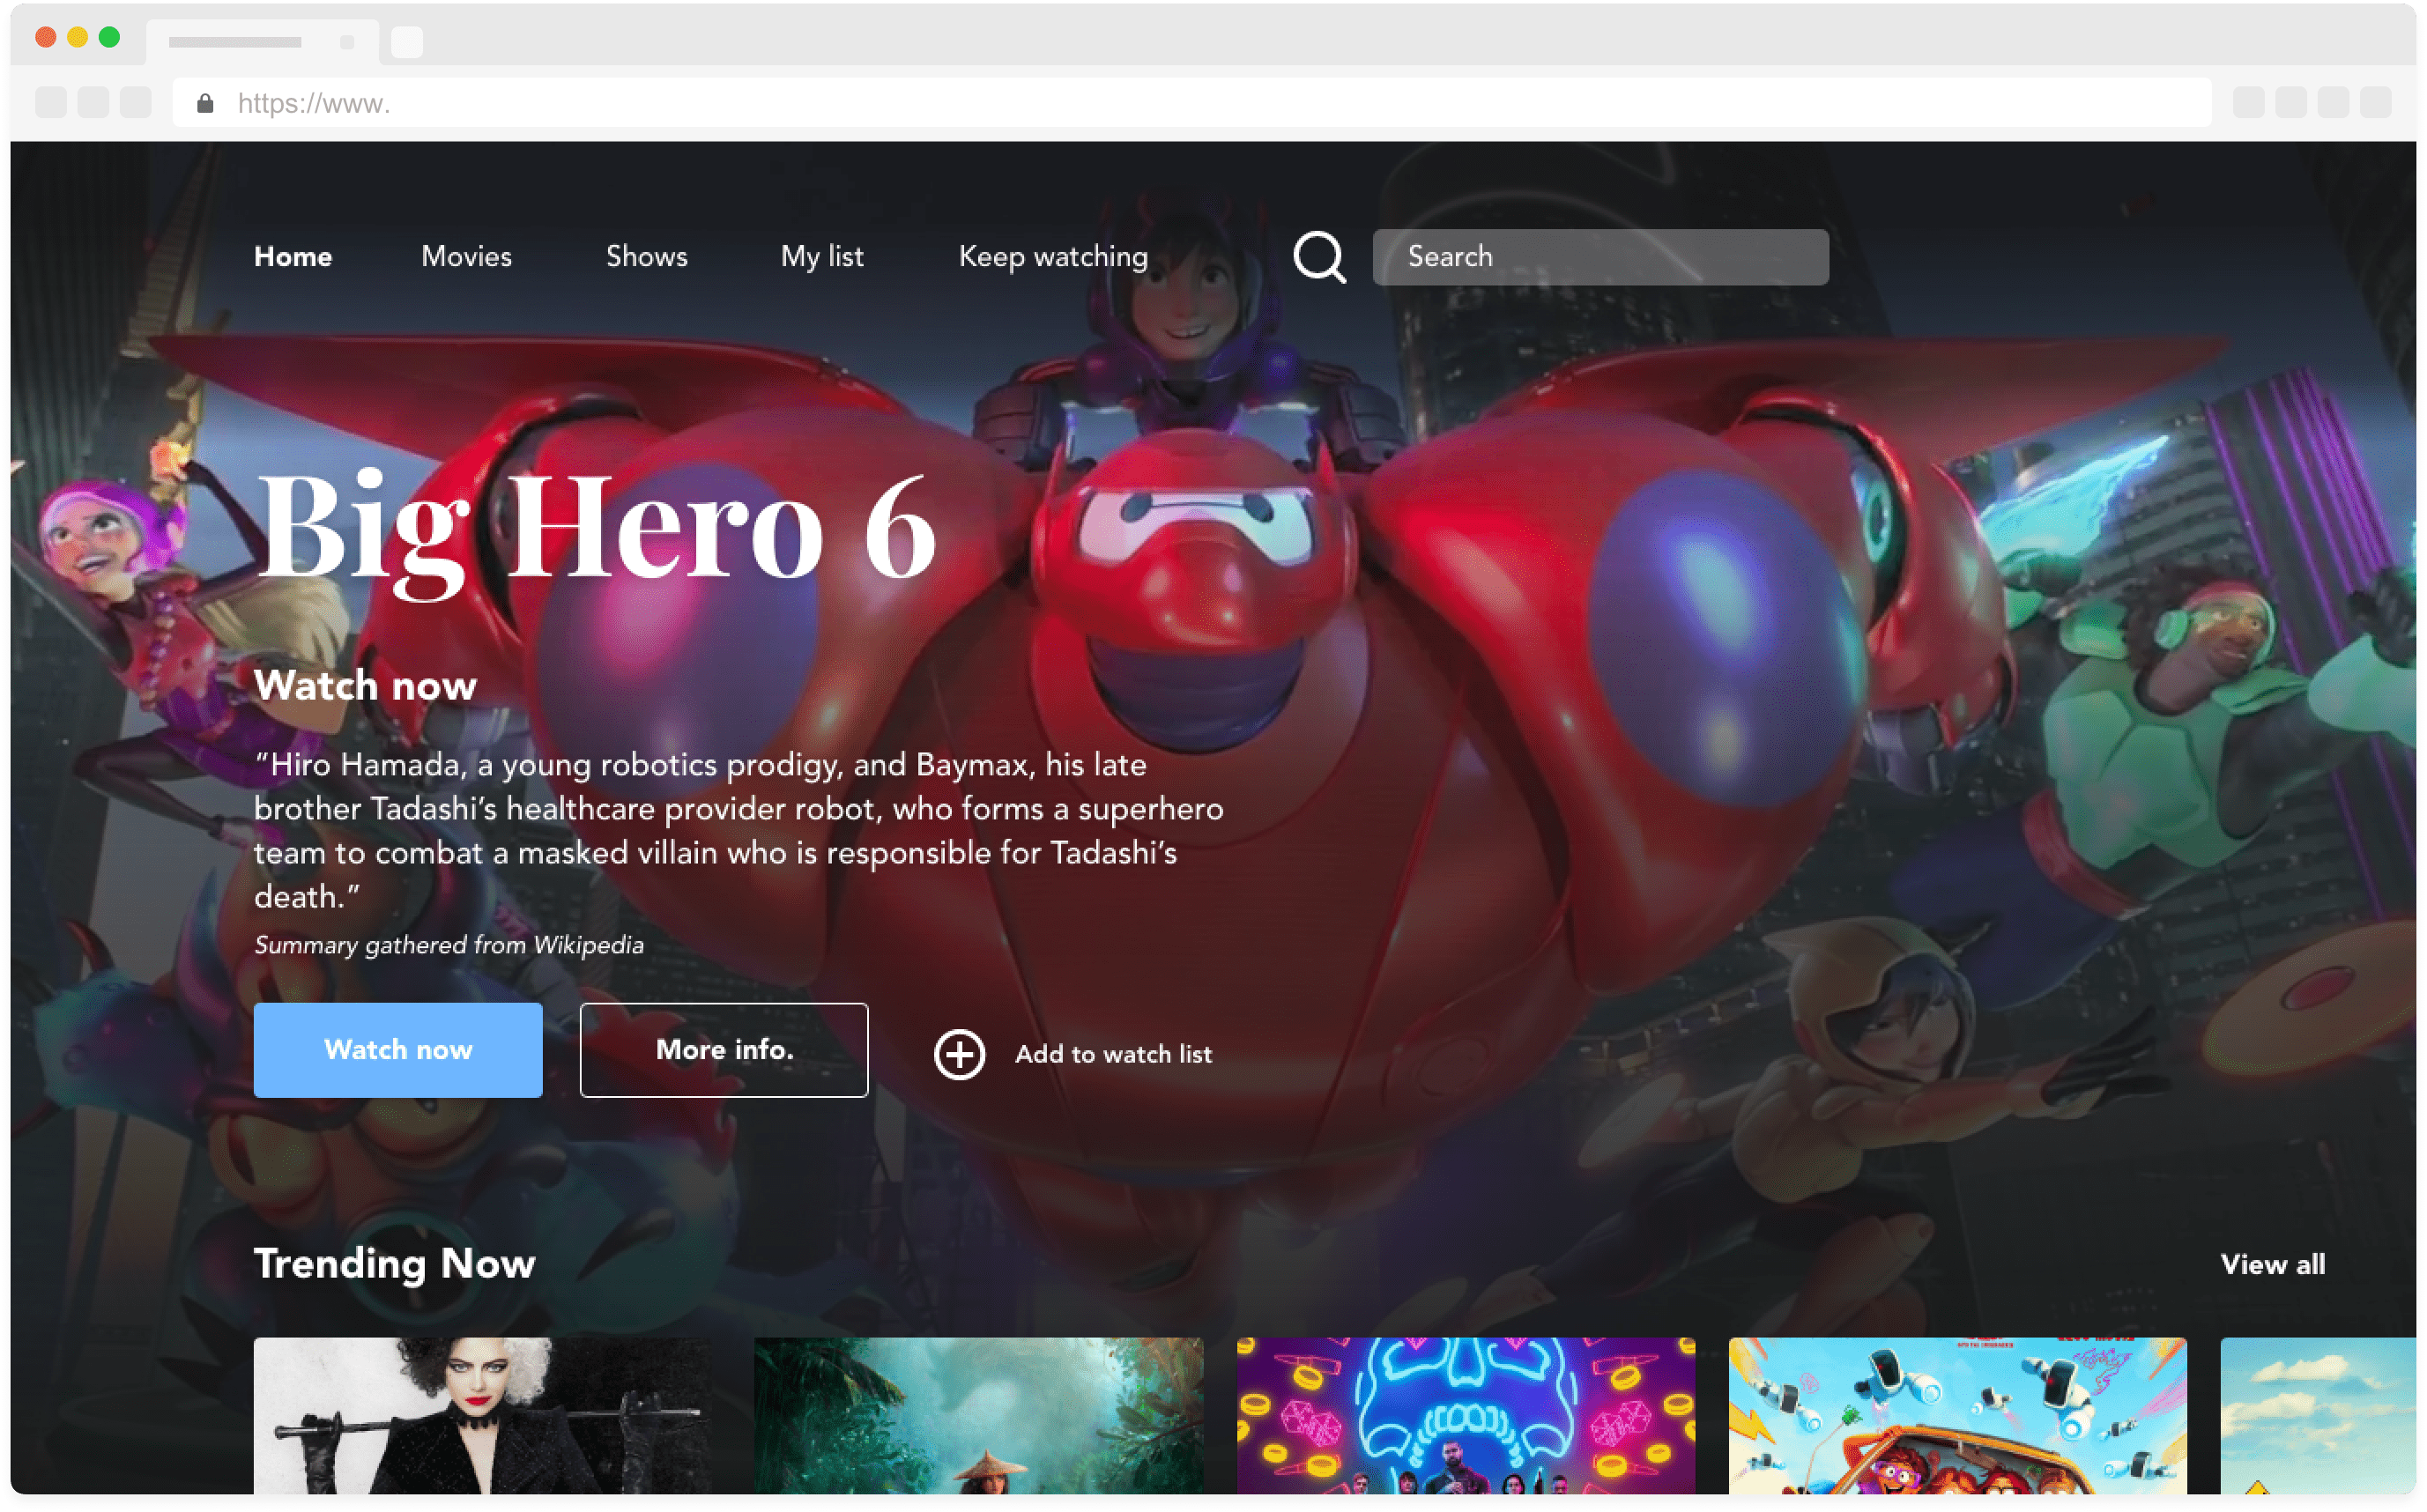 https://www.
Home Movies Shows My list Keep watching Search
Big Hero 6
Watch now
“Hiro Hamada, a young robotics prodigy, and Baymax, his late
brother Tadashi’s healthcare provider robot, who forms a superhero
team to combat a masked villain who is responsible for Tadashi’s
death.”
Summary gathered from Wikipedia
Watch now More info. Add to watch list
Trending Now View all